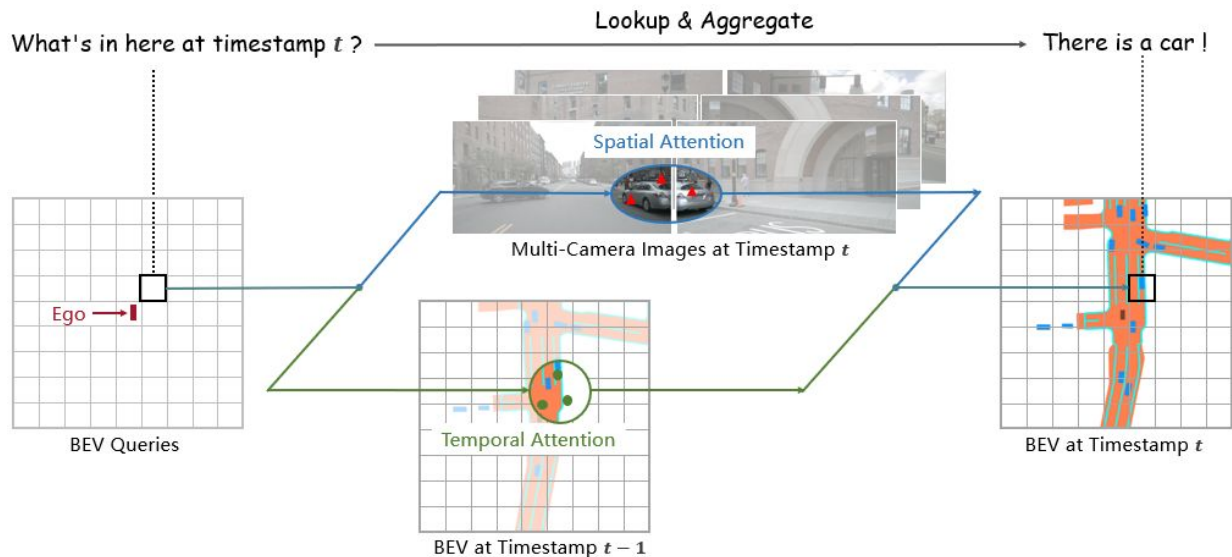 Lookup & Aggregate
What's in here at timestamp t ?
There is a car !
Spatial Attention
Multi-Camera Images at Timestamp t
Ego
BEV Queries
Temporal Attention
BEV at Timestamp t
BEV at Timestamp t − 1